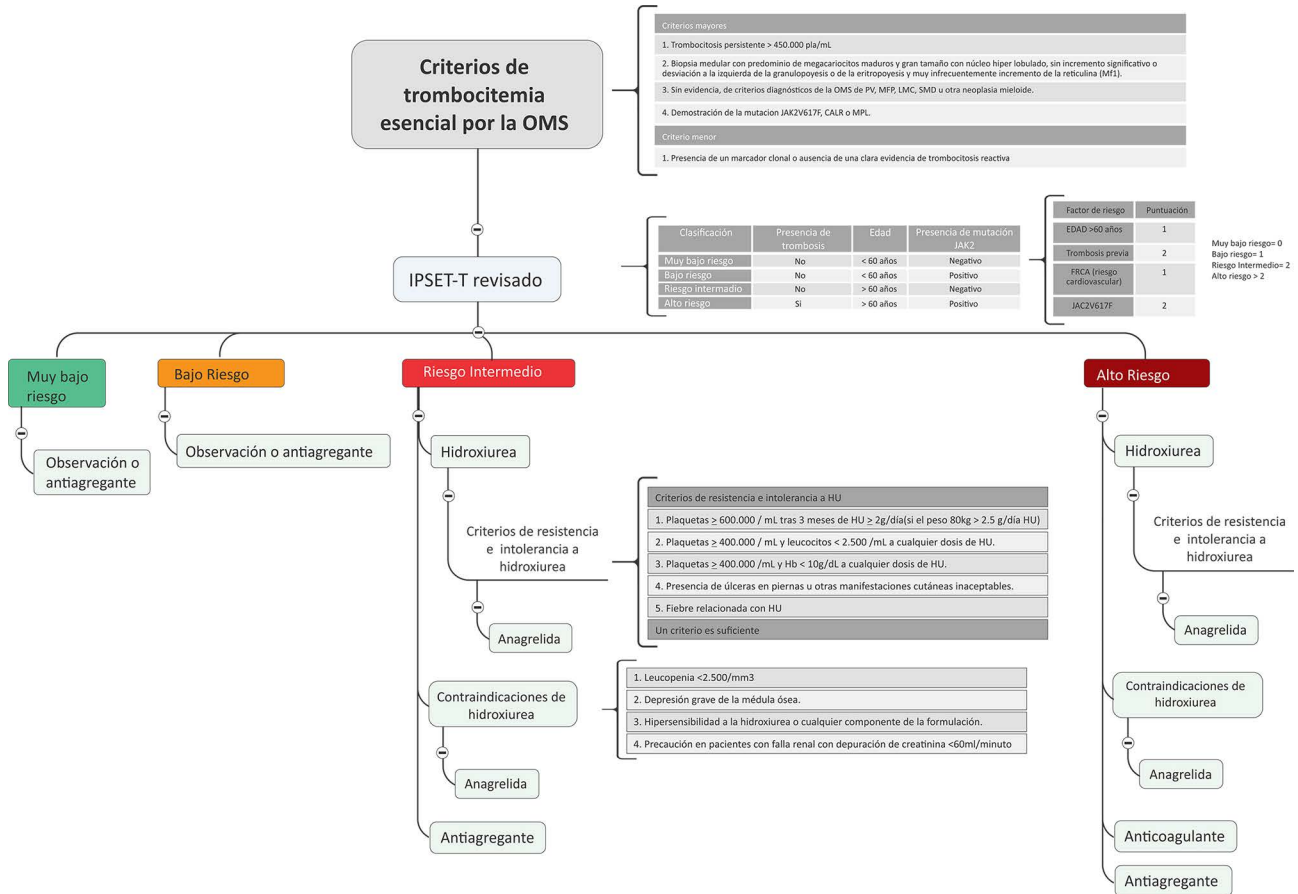 Criterios de
trombocitemia
esencial por la OMS
Criterios mayores
1. Trombocitosis persistente > 450.000 pla/mL
2. Biopsia medular con predominio de megacariocitos maduros y gran tamaño con núcleo hiper lobulado, sin incremento significativo o
desviación a la izquierda de la granulopoyesis o de la eritropoyesis y muy infrecuentemente incremento de la reticulina (Mf1).
3. Sin evidencia, de criterios diagnósticos de la OMS de PV, MFP, LMC, SMD u otra neoplasia mieloide.
4. Demostración de la mutacion JAK2V617F, CALR o MPL.
Criterio menor
1. Presencia de un marcador clonal o ausencia de una clara evidencia de trombocitosis reactiva
IPSET-T revisado
Clasificación Presencia de trombosis Edad Presencia de mutación JAK2
Muy bajo riesgo No < 60 años Negativo
Bajo riesgo No < 60 años Positivo
Riesgo intermadio No > 60 años Negativo
Alto riesgo Si > 60 años Positivo
Factor de riesgo Puntuación
EDAD >60 años 1
Trombosis previa 2
FRCA (riesgo cardiovascular) 1
JAC2V617F 2
Muy bajo riesgo= 0
Bajo riesgo= 1
Riesgo Intermedio= 2
Alto riesgo > 2
Muy bajo
riesgo
Observación o
antiagregante
Bajo Riesgo
Observación o antiagregante
Riesgo Intermedio
Hidroxiurea
Criterios de resistencia
e intolerancia a
hidroxiurea
Criterios de resistencia e intolerancia a HU
1. Plaquetas ≥ 600.000 / mL tras 3 meses de HU ≥ 2g/día(si el peso 80kg > 2.5 g/día HU)
2. Plaquetas ≥ 400.000 / mL y leucocitos < 2.500 /mL a cualquier dosis de HU.
3. Plaquetas ≥ 400.000 /mL y Hb < 10g/dL a cualquier dosis de HU.
4. Presencia de úlceras en piernas u otras manifestaciones cutáneas inaceptables.
5. Fiebre relacionada con HU
Un criterio es suficiente
Anagrelida
Contraindicaciones de
hidroxiurea
1. Leucopenia <2.500/mm3
2. Depresión grave de la médula ósea.
3. Hipersensibilidad a la hidroxiurea o cualquier componente de la formulación.
4. Precaución en pacientes con falla renal con depuración de creatinina <60ml/minuto
Anagrelida
Antiagregante
Alto Riesgo
Hidroxiurea
Criterios de resistencia
e intolerancia a
hidroxiurea
Anagrelida
Contraindicaciones de
hidroxiurea
Anagrelida
Anticoagulante
Antiagregante